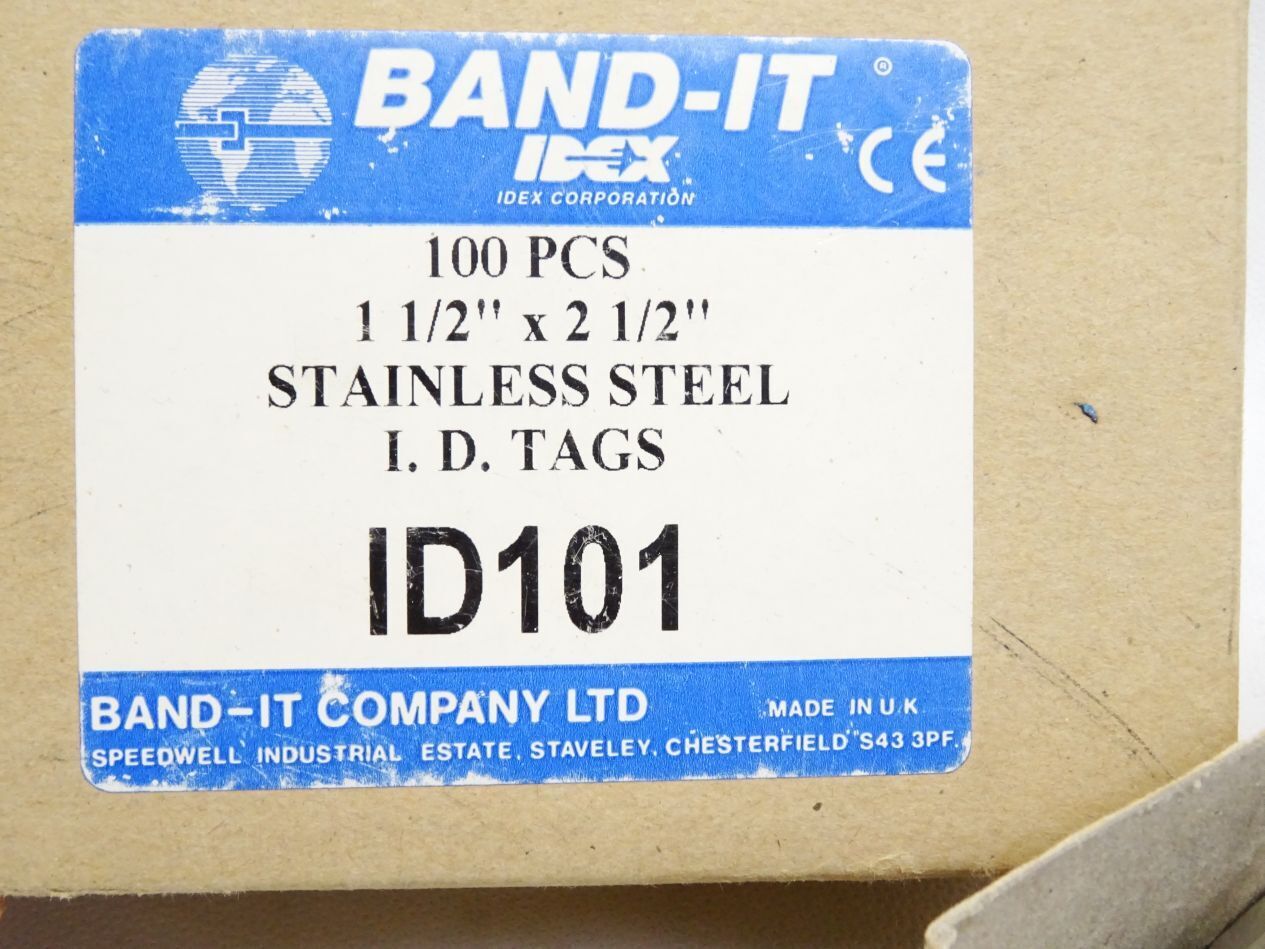 BAND-IT ®
IDEX
IDEX CORPORATION
CE
100 PCS
1 1/2" x 2 1/2"
STAINLESS STEEL
I. D. TAGS
ID101
BAND-IT COMPANY LTD
MADE IN U.K.
SPEEDWELL INDUSTRIAL ESTATE, STAVELEY, CHESTERFIELD S43 3PF.